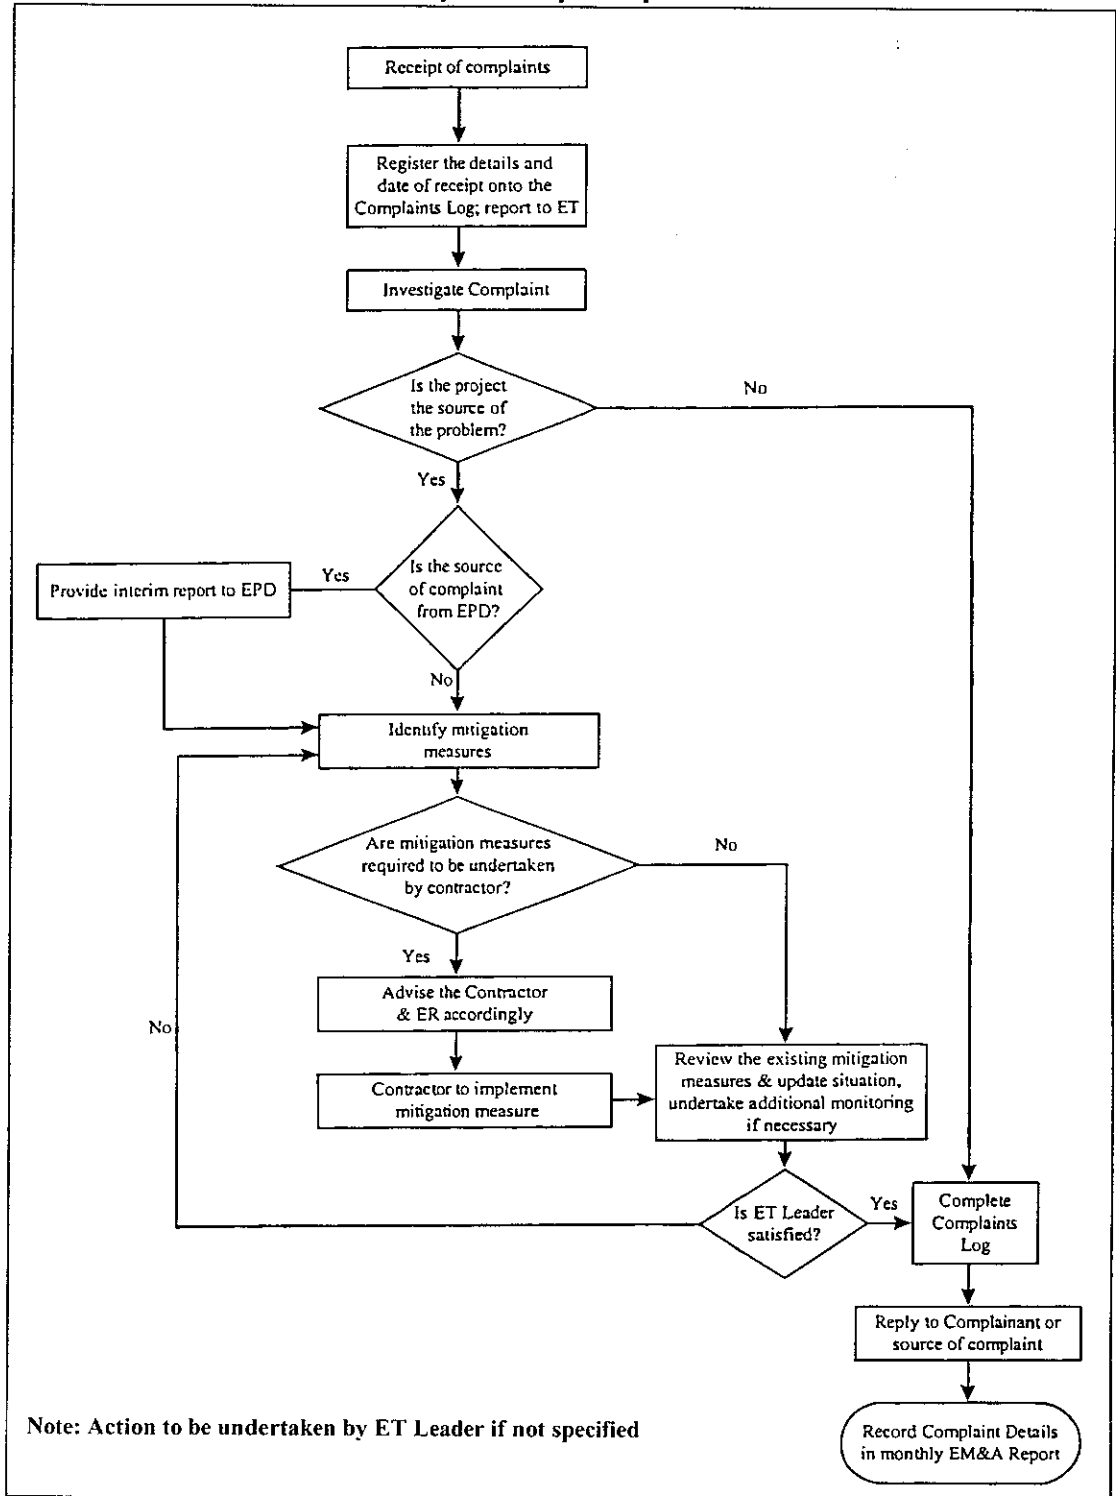 Receipt of complaints
Register the details and
date of receipt onto the
Complaints Log; report to ET
Investigate Complaint
Is the project
the source of
the problem?
No
Yes
Is the source
of complaint
from EPD?
Yes
Provide interim report to EPD
No
Identify mitigation
measures
Are mitigation measures
required to be undertaken
by contractor?
No
Yes
Advise the Contractor
& ER accordingly
No
Contractor to implement
mitigation measure
Review the existing mitigation
measures & update situation,
undertake additional monitoring
if necessary
Is ET Leader
satisfied?
Yes
Complete
Complaints
Log
Reply to Complainant or
source of complaint
Record Complaint Details
in monthly EM&A Report
Note: Action to be undertaken by ET Leader if not specified